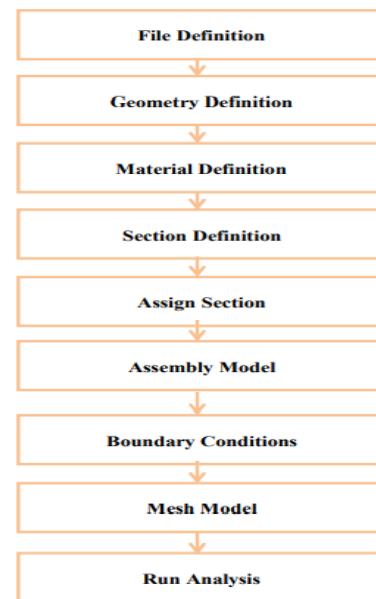 File Definition
Geometry Definition
Material Definition
Section Definition
Assign Section
Assembly Model
Boundary Conditions
Mesh Model
Run Analysis